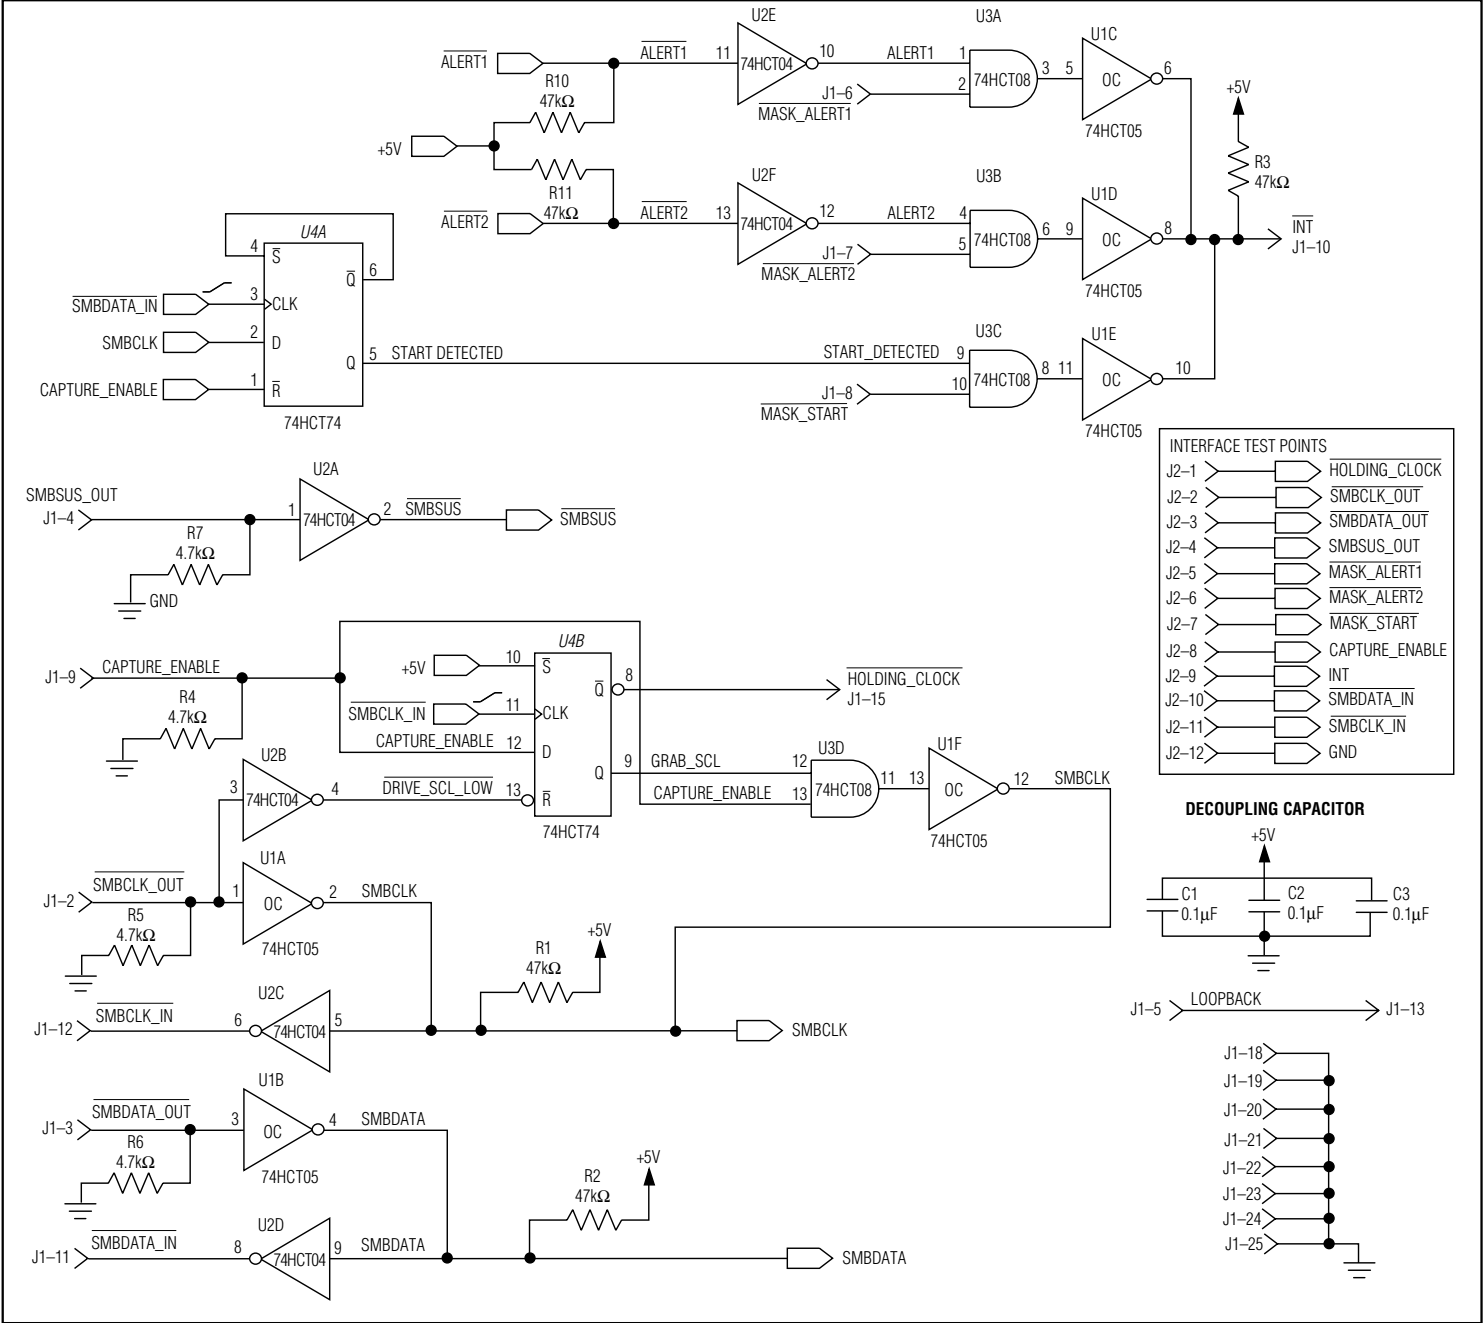 U2E
U3A
U1C
ALERT1
ALERT1
11
74HCT04
10
ALERT1
1
2
74HCT08
3
5
OC
6
J1–6
MASK_ALERT1
74HCT05
R10
47kΩ
+5V
R11
47kΩ
+5V
R3
47kΩ
U2F
U3B
U1D
ALERT2
ALERT2
13
74HCT04
12
ALERT2
4
5
74HCT08
6
9
OC
8
J1–7
MASK_ALERT2
74HCT05
INT
J1–10
U4A
4
S
Q
6
SMBDATA_IN
3
CLK
SMBCLK
2
D
Q
5
START DETECTED
CAPTURE_ENABLE
1
R
74HCT74
U3C
U1E
START_DETECTED
9
10
74HCT08
8
11
OC
10
J1–8
MASK_START
74HCT05
U2A
SMBSUS_OUT
J1–4
1
74HCT04
2
SMBSUS
SMBSUS
R7
4.7kΩ
GND
INTERFACE TEST POINTS
J2–1 HOLDING_CLOCK
J2–2 SMBCLK_OUT
J2–3 SMBDATA_OUT
J2–4 SMBSUS_OUT
J2–5 MASK_ALERT1
J2–6 MASK_ALERT2
J2–7 MASK_START
J2–8 CAPTURE_ENABLE
J2–9 INT
J2–10 SMBDATA_IN
J2–11 SMBCLK_IN
J2–12 GND
U4B
J1–9
CAPTURE_ENABLE
R4
4.7kΩ
+5V
10
S
Q
8
HOLDING_CLOCK
J1–15
SMBCLK_IN
11
CLK
CAPTURE_ENABLE
12
D
Q
9
GRAB_SCL
DRIVE_SCL_LOW
13
R
74HCT74
CAPTURE_ENABLE
U3D
12
13
74HCT08
11
13
U1F
OC
12
SMBCLK
74HCT05
U2B
3
74HCT04
4
U1A
SMBCLK_OUT
J1–2
1
OC
2
SMBCLK
74HCT05
R5
4.7kΩ
R1
47kΩ
+5V
U2C
J1–12
SMBCLK_IN
6
74HCT04
5
SMBCLK
DECOUPLING CAPACITOR
+5V
C1
0.1μF
C2
0.1μF
C3
0.1μF
J1–5
LOOPBACK
J1–13
U1B
SMBDATA_OUT
J1–3
3
OC
4
SMBDATA
74HCT05
R6
4.7kΩ
R2
47kΩ
+5V
U2D
J1–11
SMBDATA_IN
8
74HCT04
9
SMBDATA
SMBDATA
J1–18
J1–19
J1–20
J1–21
J1–22
J1–23
J1–24
J1–25